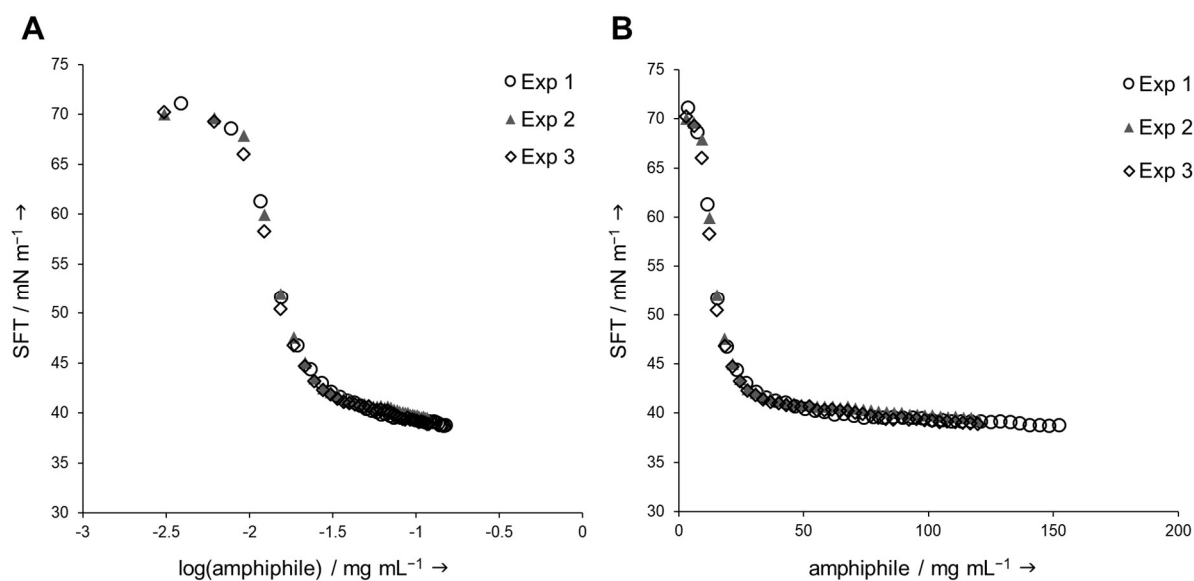 A
75
70
65
60
55
50
45
40
35
30
-3
-2.5
-2
-1.5
-1
-0.5
0
SFT / mN m⁻¹ →
log(amphiphile) / mg mL⁻¹ →
Exp 1
Exp 2
Exp 3
B
75
70
65
60
55
50
45
40
35
30
0
50
100
150
200
SFT / mN m⁻¹ →
amphiphile / mg mL⁻¹ →
Exp 1
Exp 2
Exp 3